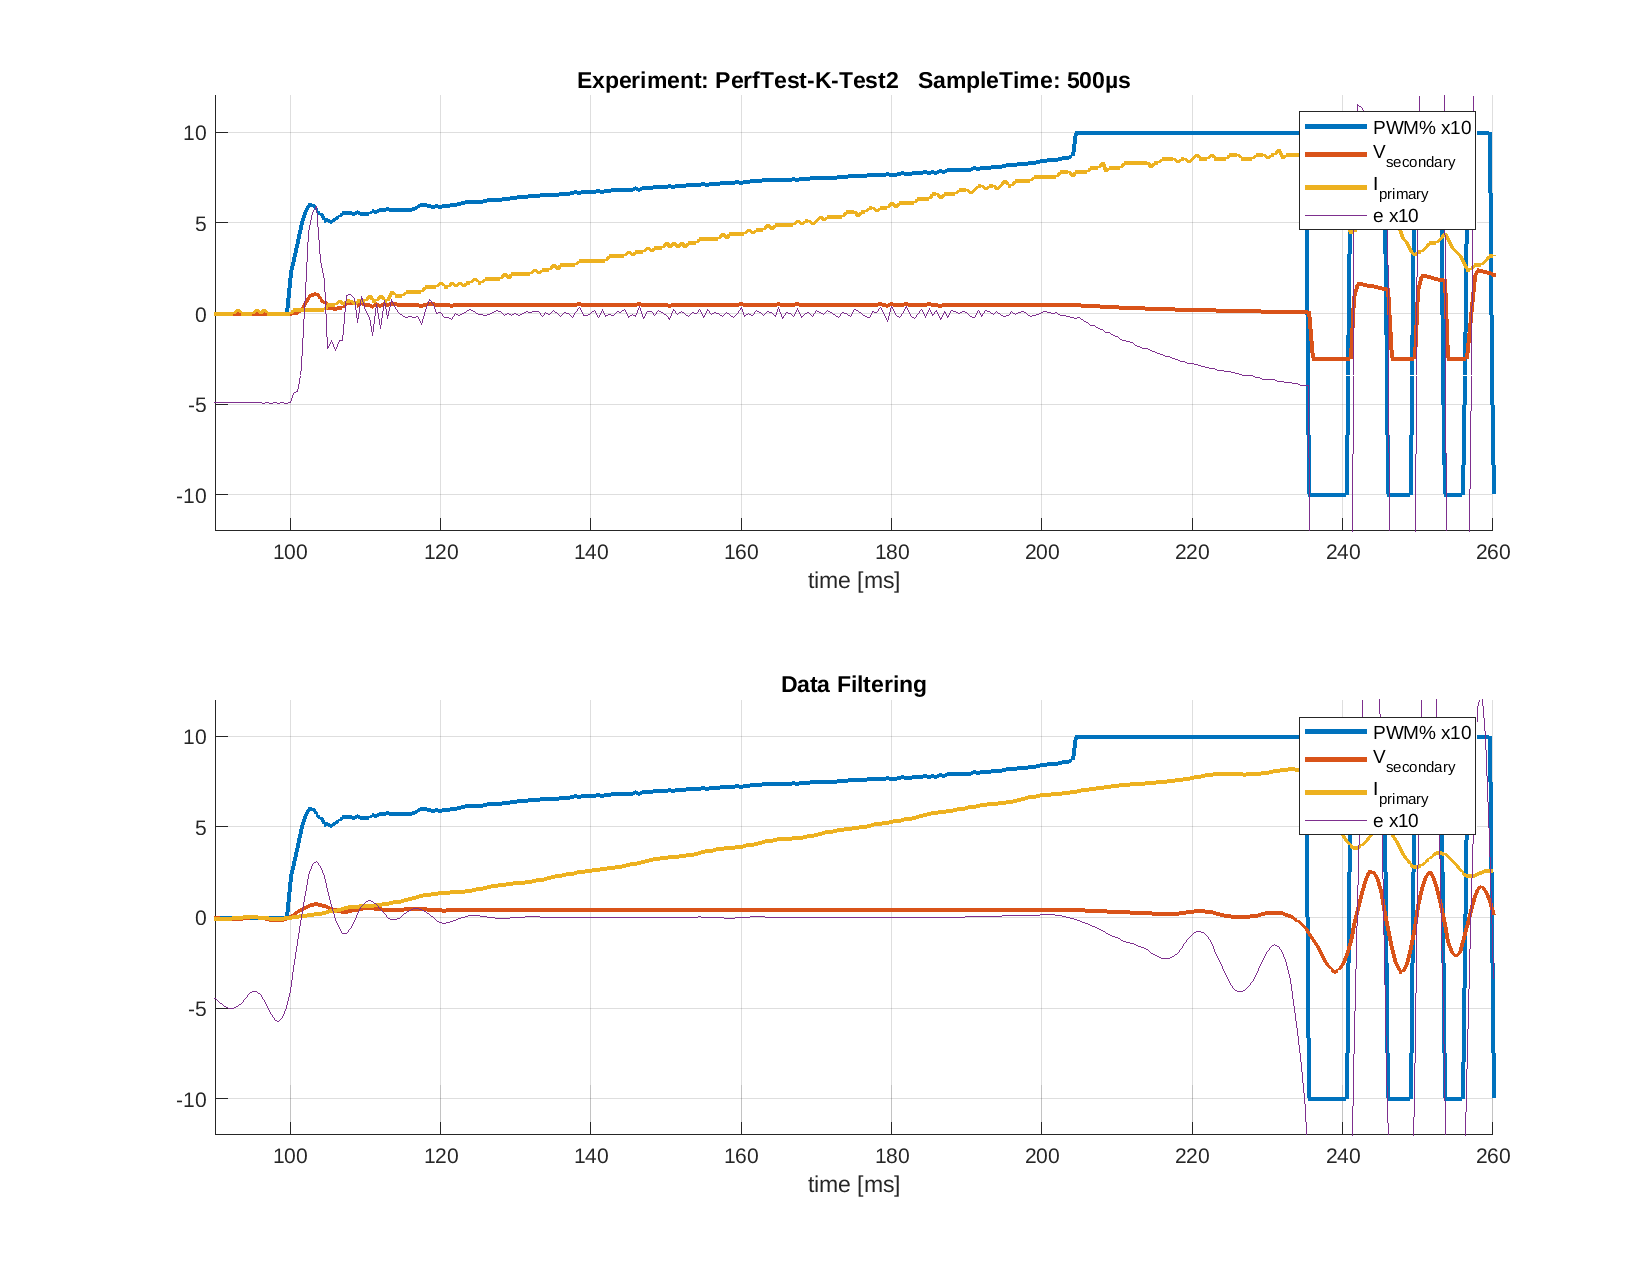 Experiment: PerfTest-K-Test2   SampleTime: 500µs
10
5
0
-5
-10
PWM% x10
Vsecondary
Iprimary
e x10
100 120 140 160 180 200 220 240 260
time [ms]
Data Filtering
10
5
0
-5
-10
PWM% x10
Vsecondary
Iprimary
e x10
100 120 140 160 180 200 220 240 260
time [ms]